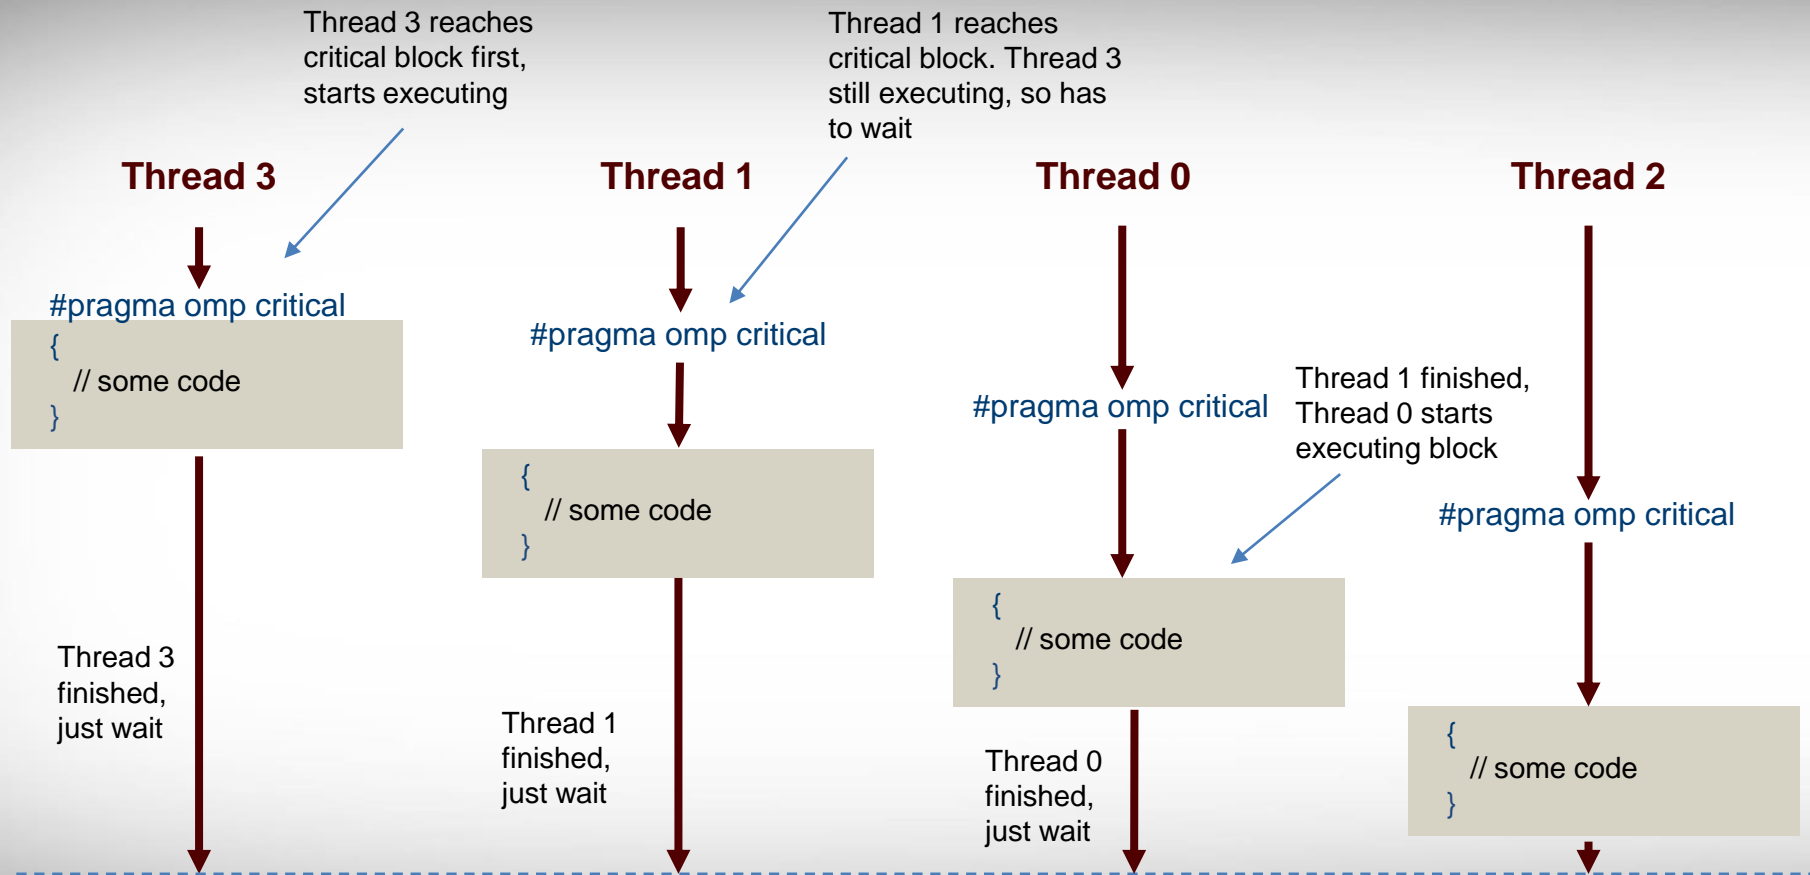 Thread 3 reaches
critical block first,
starts executing
Thread 1 reaches
critical block. Thread 3
still executing, so has
to wait
Thread 3
Thread 1
Thread 0
Thread 2
#pragma omp critical
{
// some code
}
#pragma omp critical
{
// some code
}
#pragma omp critical
Thread 1 finished,
Thread 0 starts
executing block
{
// some code
}
#pragma omp critical
{
// some code
}
Thread 3
finished,
just wait
Thread 1
finished,
just wait
Thread 0
finished,
just wait